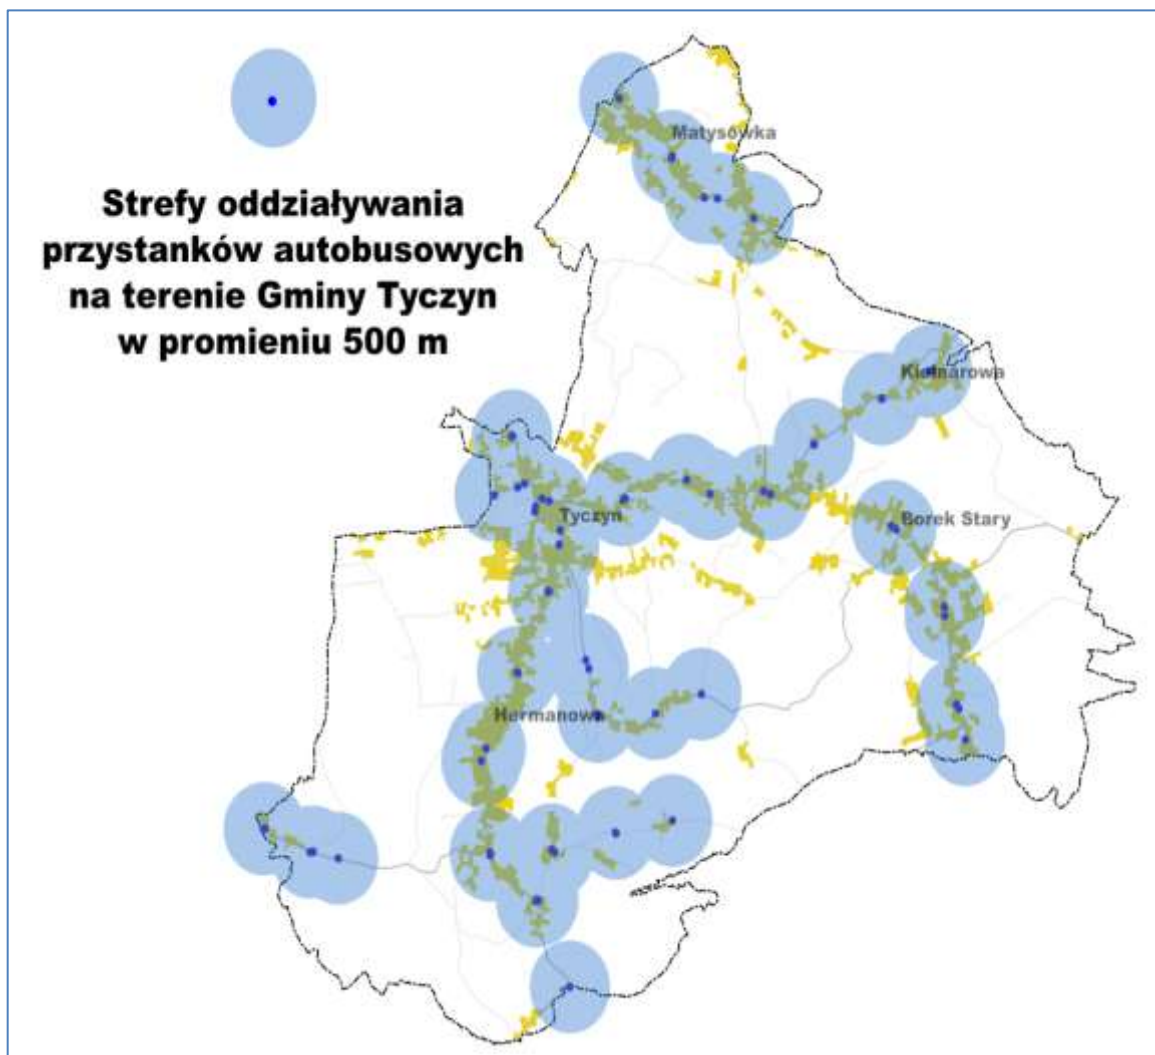 Strefy oddziaływania
przystanków autobusowych
na terenie Gminy Tyczyn
w promieniu 500 m
Matysówka
Kielnarowa
Tyczyn
Borek Stary
Hermanowa